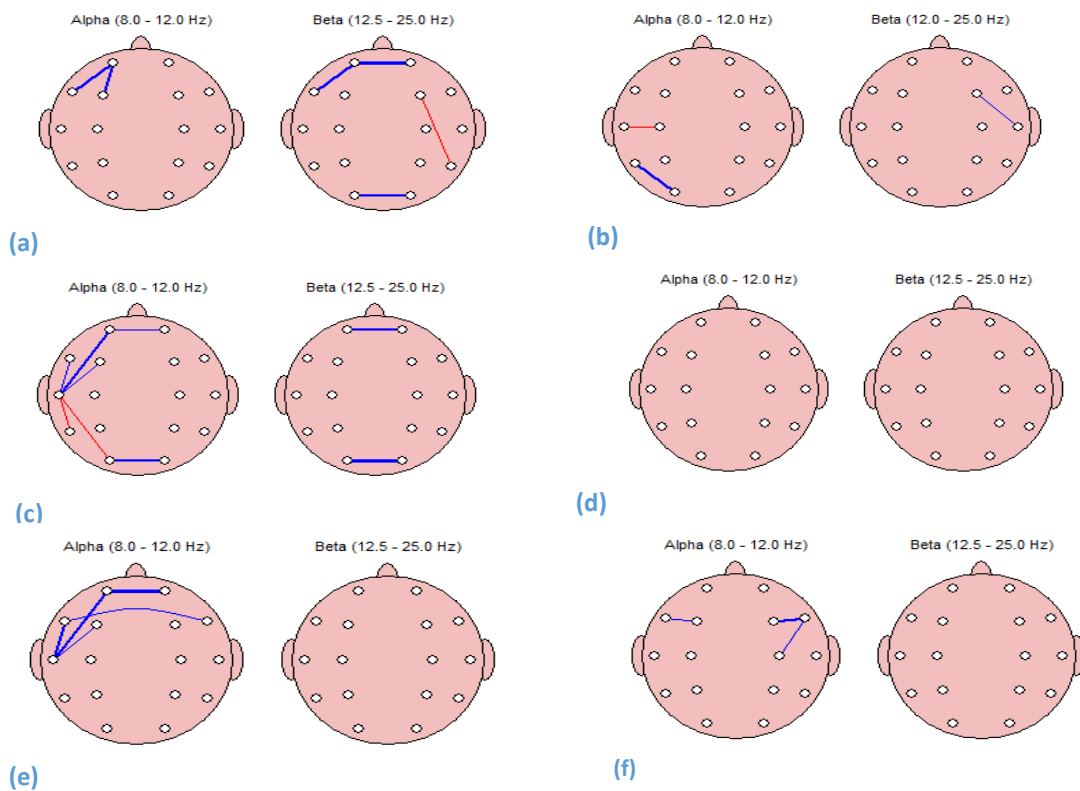 Alpha (8.0 - 12.0 Hz) Beta (12.5 - 25.0 Hz)
(a)
Alpha (8.0 - 12.0 Hz) Beta (12.0 - 25.0 Hz)
(b)
Alpha (8.0 - 12.0 Hz) Beta (12.5 - 25.0 Hz)
(c)
Alpha (8.0 - 12.0 Hz) Beta (12.5 - 25.0 Hz)
(d)
Alpha (8.0 - 12.0 Hz) Beta (12.5 - 25.0 Hz)
(e)
Alpha (8.0 - 12.0 Hz) Beta (12.5 - 25.0 Hz)
(f)